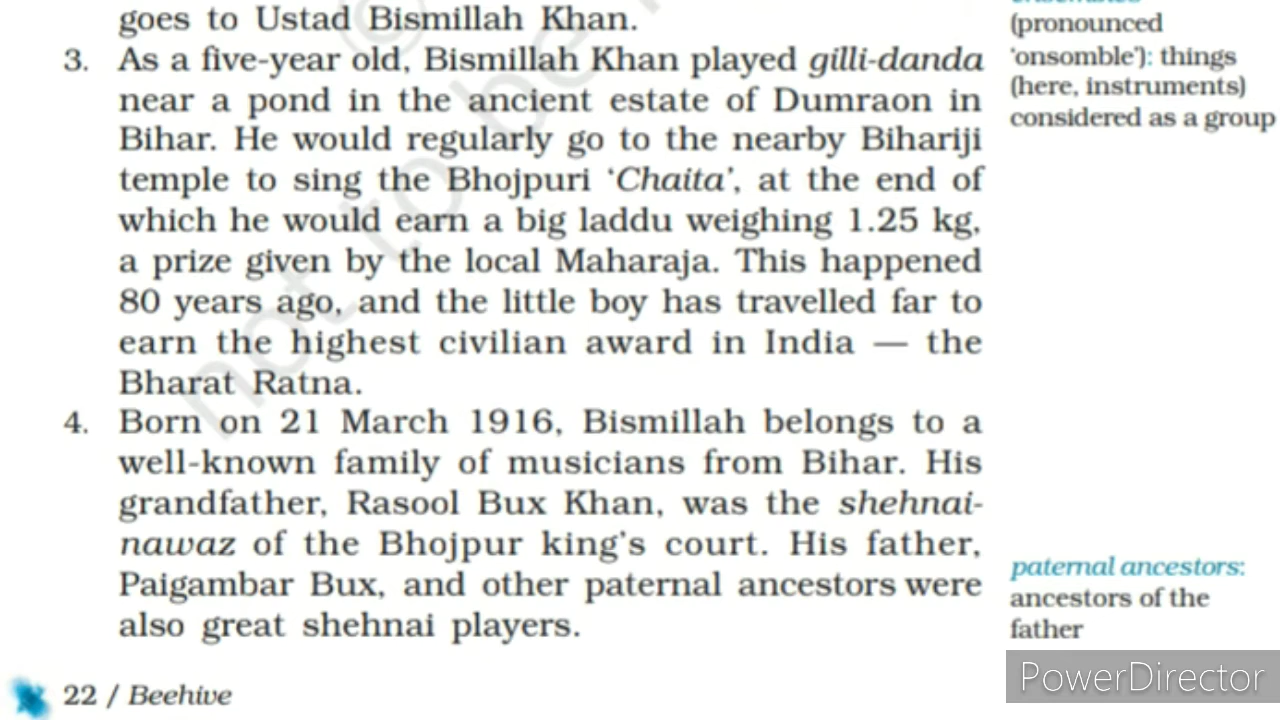 goes to Ustad Bismillah Khan.
3. As a five-year old, Bismillah Khan played gilli-danda
near a pond in the ancient estate of Dumraon in
Bihar. He would regularly go to the nearby Bihariji
temple to sing the Bhojpuri ‘Chaita’, at the end of
which he would earn a big laddu weighing 1.25 kg,
a prize given by the local Maharaja. This happened
80 years ago, and the little boy has travelled far to
earn the highest civilian award in India — the
Bharat Ratna.
4. Born on 21 March 1916, Bismillah belongs to a
well-known family of musicians from Bihar. His
grandfather, Rasool Bux Khan, was the shehnai-
nawaz of the Bhojpur king's court. His father,
Paigambar Bux, and other paternal ancestors were
also great shehnai players.
(pronounced
‘onsomble’): things
(here, instruments)
considered as a group
paternal ancestors:
ancestors of the
father
22 / Beehive
not to be
PowerDirector